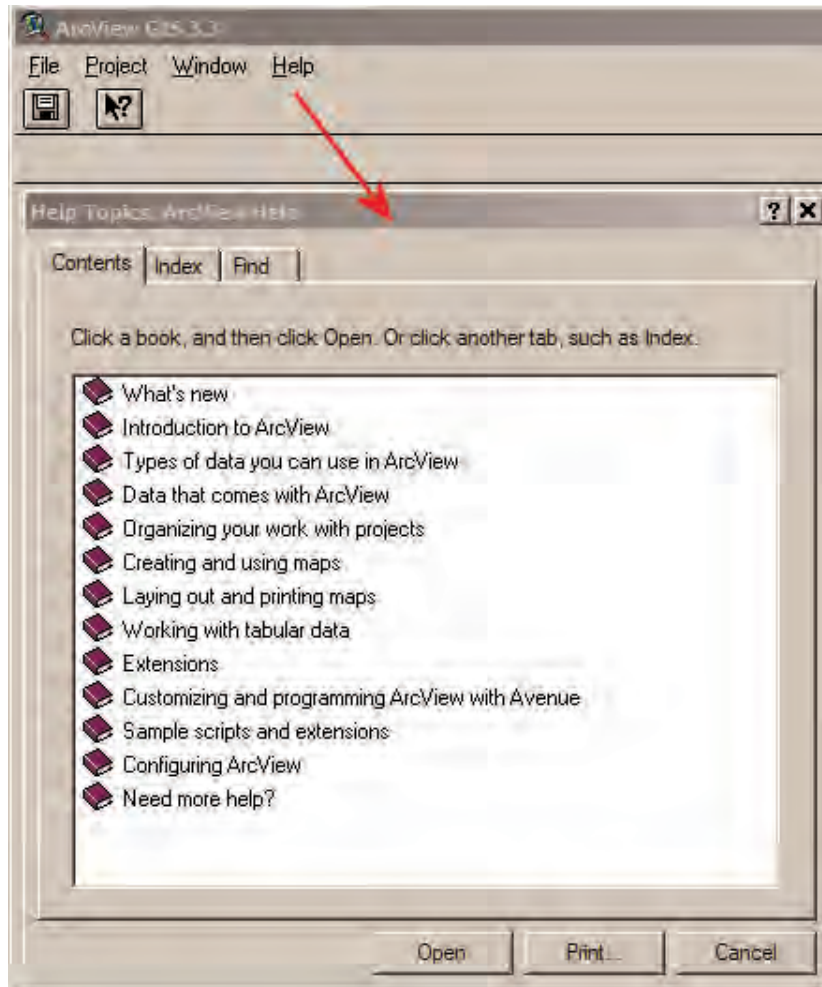 ArcView GIS 3.3
File Project Window Help
Help Topics: ArcView Help
Contents Index Find
Click a book, and then click Open. Or click another tab, such as Index.
What's new
Introduction to ArcView
Types of data you can use in ArcView
Data that comes with ArcView
Organizing your work with projects
Creating and using maps
Laying out and printing maps
Working with tabular data
Extensions
Customizing and programming ArcView with Avenue
Sample scripts and extensions
Configuring ArcView
Need more help?
Open Print... Cancel